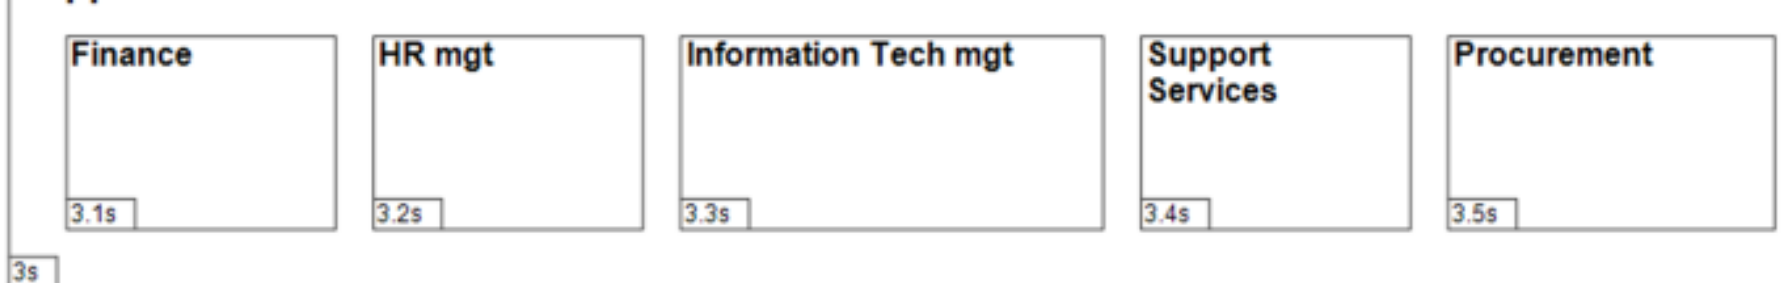 Finance
HR mgt
Information Tech mgt
Support
Services
Procurement
3.1s
3.2s
3.3s
3.4s
3.5s
3s